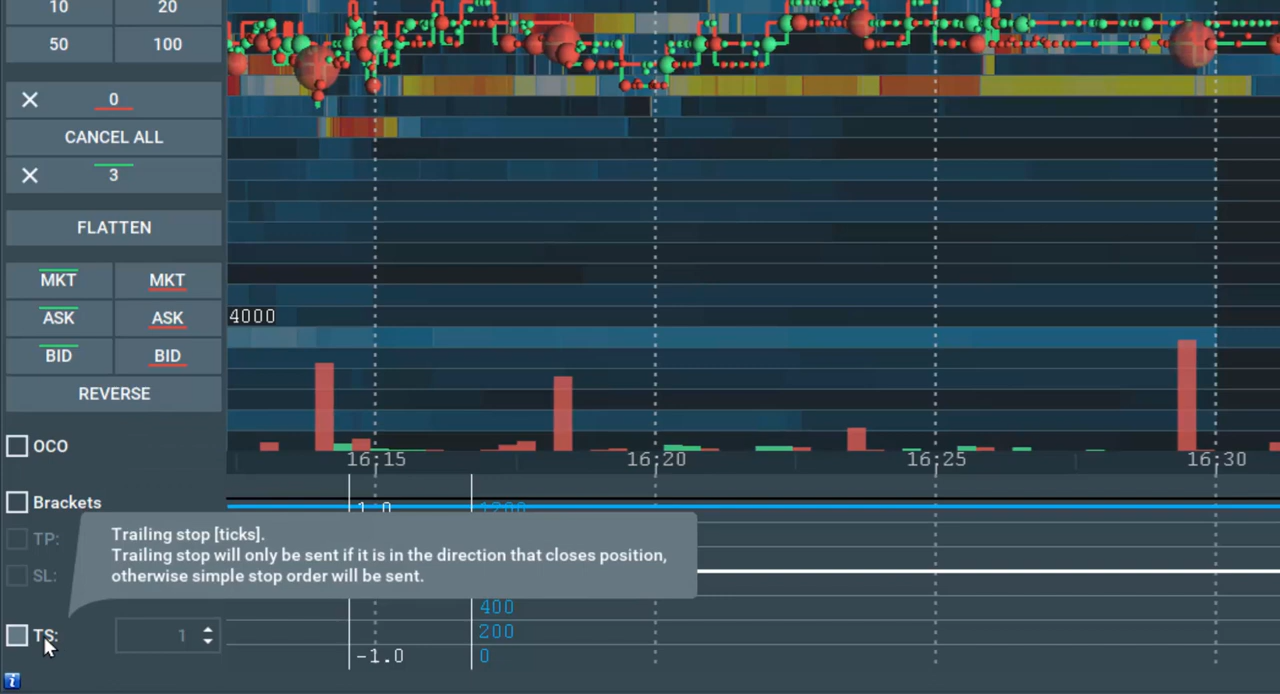 10 20
50 100
0
CANCEL ALL
3
FLATTEN
MKT MKT
ASK ASK
4000
BID BID
REVERSE
OCO
16:15 16:20 16:25 16:30
Brackets
1.0 1200
Trailing stop [ticks].
Trailing stop will only be sent if it is in the direction that closes position,
otherwise simple stop order will be sent.
TP:
SL:
400
200
TS: 1
-1.0 0